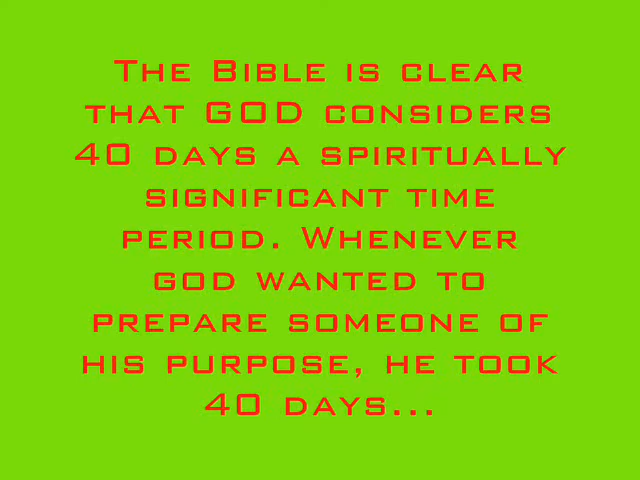 The Bible is clear
that GOD considers
40 days a spiritually
significant time
period. Whenever
god wanted to
prepare someone of
his purpose, he took
40 days...